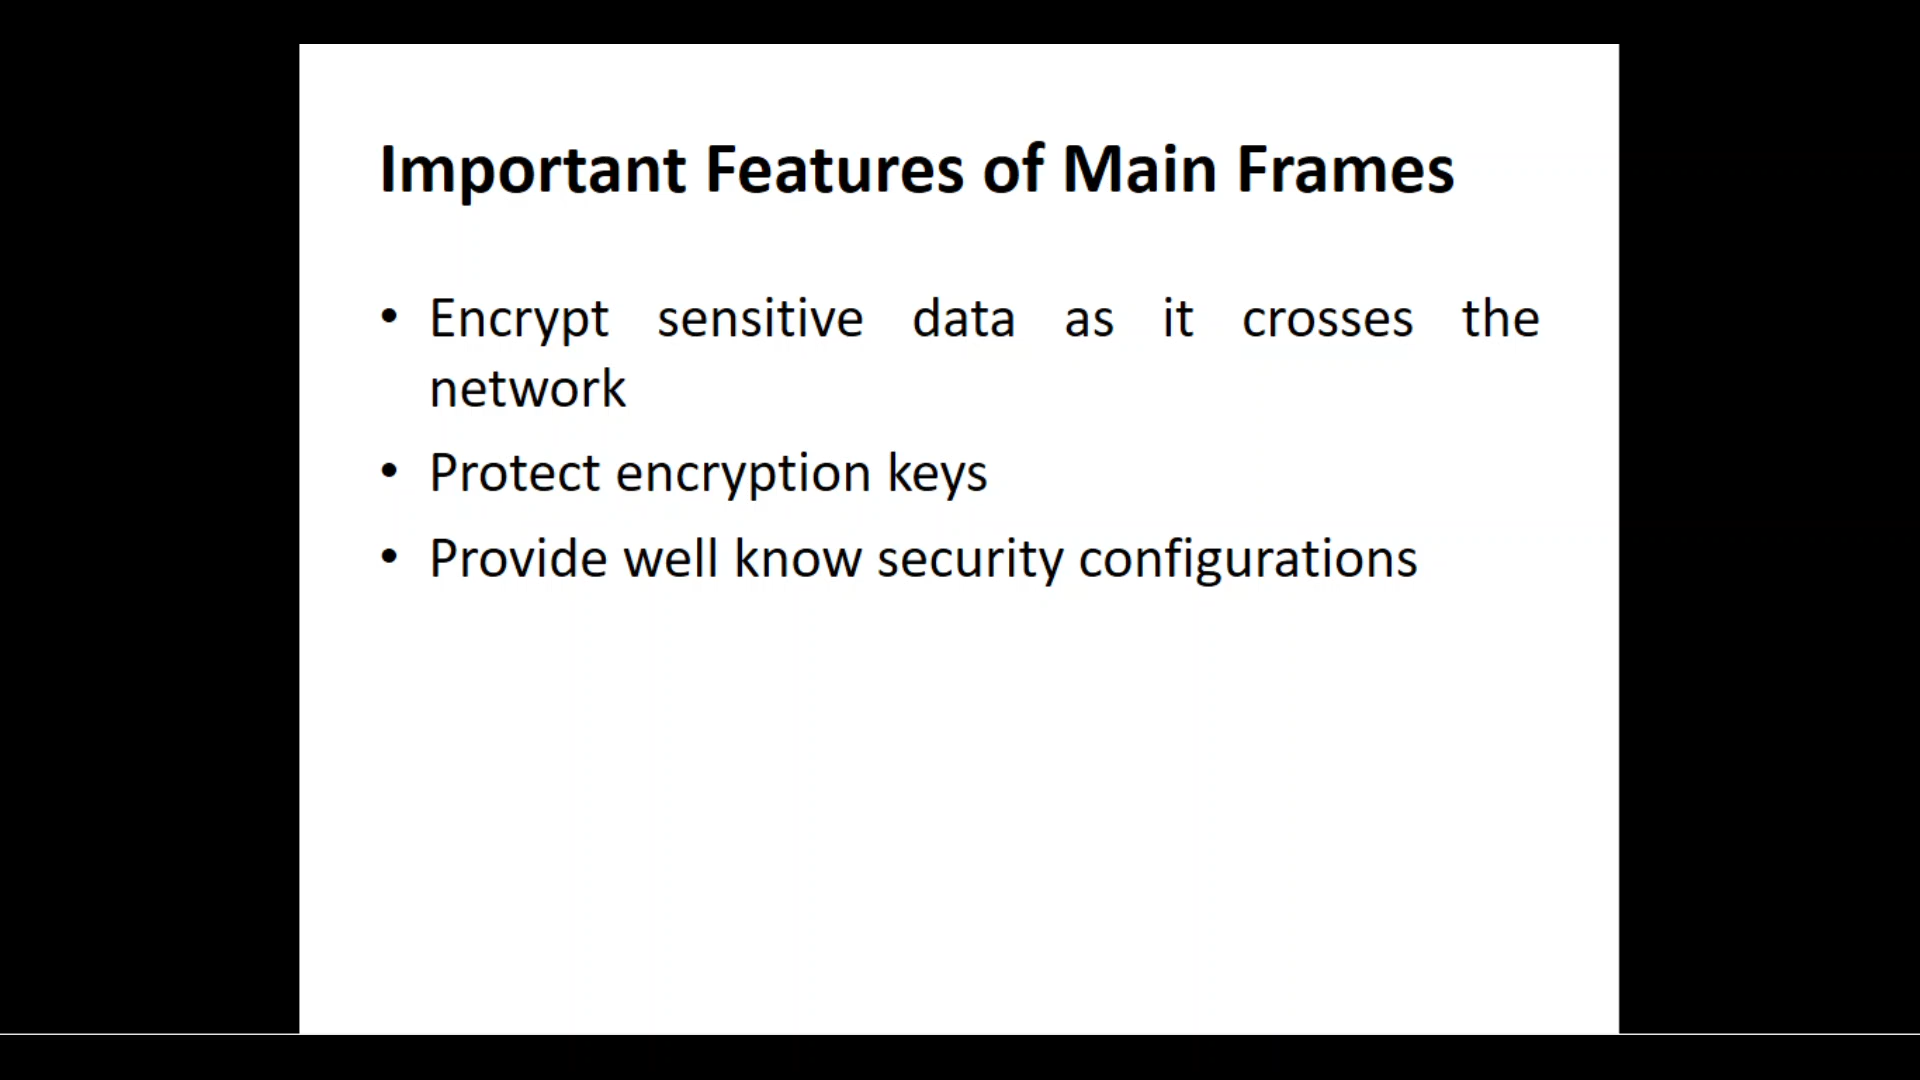 Important Features of Main Frames
• Encrypt sensitive data as it crosses the
network
• Protect encryption keys
• Provide well know security configurations